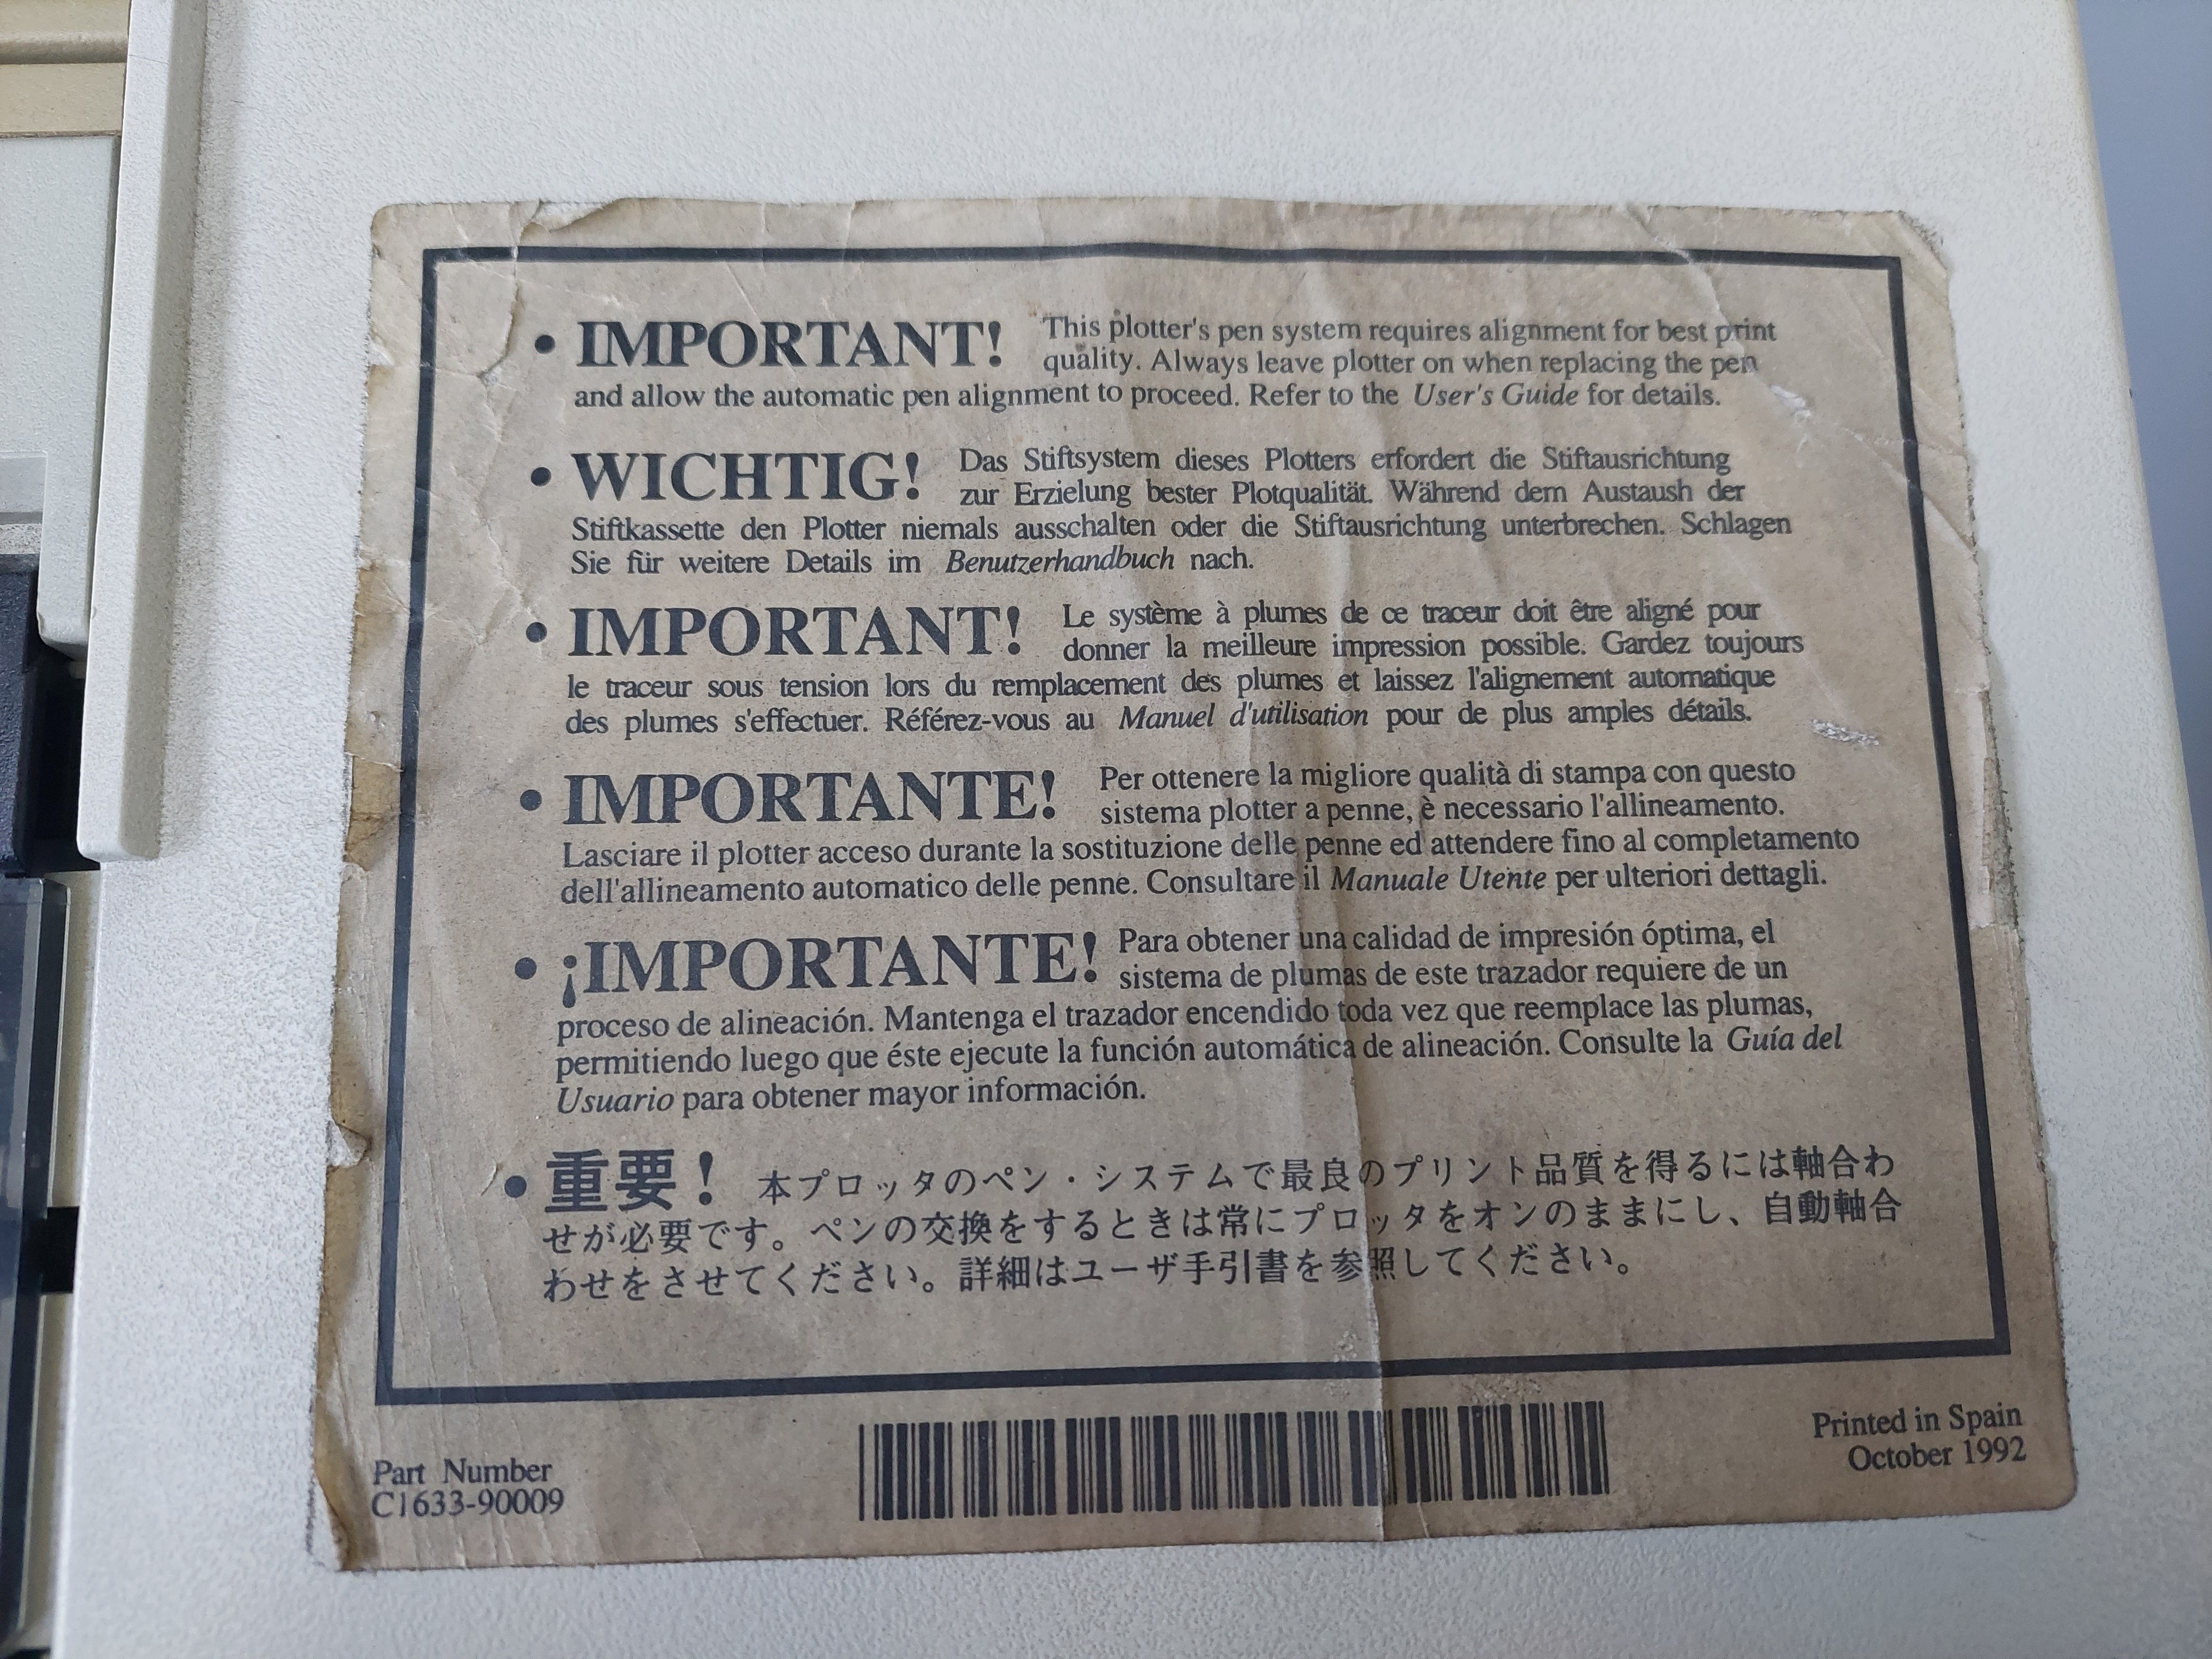 • IMPORTANT! This plotter's pen system requires alignment for best print
quality. Always leave plotter on when replacing the pen
and allow the automatic pen alignment to proceed. Refer to the User's Guide for details.
• WICHTIG! Das Stiftsystem dieses Plotters erfordert die Stiftausrichtung
zur Erzielung bester Plotqualität. Während dem Austaush der
Stiftkassette den Plotter niemals ausschalten oder die Stiftausrichtung unterbrechen. Schlagen
Sie für weitere Details im Benutzerhandbuch nach.
• IMPORTANT! Le système à plumes de ce traceur doit être aligné pour
donner la meilleure impression possible. Gardez toujours
le traceur sous tension lors du remplacement des plumes et laissez l'alignement automatique
des plumes s'effectuer. Référez-vous au Manuel d'utilisation pour de plus amples détails.
• IMPORTANTE! Per ottenere la migliore qualità di stampa con questo
sistema plotter a penne, è necessario l'allineamento.
Lasciare il plotter acceso durante la sostituzione delle penne ed attendere fino al completamento
dell'allineamento automatico delle penne. Consultare il Manuale Utente per ulteriori dettagli.
• ¡IMPORTANTE! Para obtener una calidad de impresión óptima, el
sistema de plumas de este trazador requiere de un
proceso de alineación. Mantenga el trazador encendido toda vez que reemplace las plumas,
permitiendo luego que éste ejecute la función automática de alineación. Consulte la Guía del
Usuario para obtener mayor información.
• 重要！ 本プロッタのペン・システムで最良のプリント品質を得るには軸合わ
せが必要です。ペンの交換をするときは常にプロッタをオンのままにし、自動軸合
わせをさせてください。詳細はユーザ手引書を参照してください。
Part Number
C1633-90009
Printed in Spain
October 1992